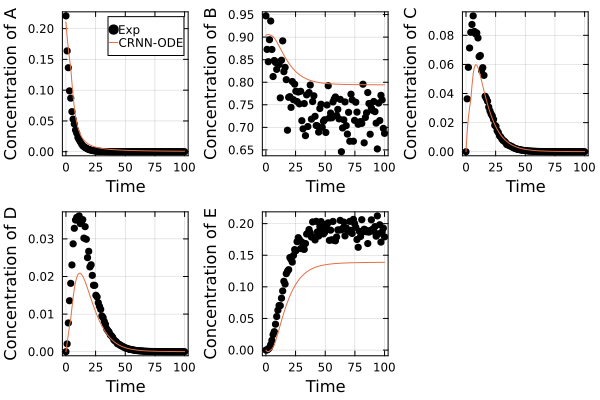 Concentration of A
0.20
0.15
0.10
0.05
0.00
0 25 50 75 100
Time
Exp
CRNN-ODE
Concentration of B
0.95
0.90
0.85
0.80
0.75
0.70
0.65
0 25 50 75 100
Time
Concentration of C
0.08
0.06
0.04
0.02
0.00
0 25 50 75 100
Time
Concentration of D
0.03
0.02
0.01
0.00
0 25 50 75 100
Time
Concentration of E
0.20
0.15
0.10
0.05
0.00
0 25 50 75 100
Time